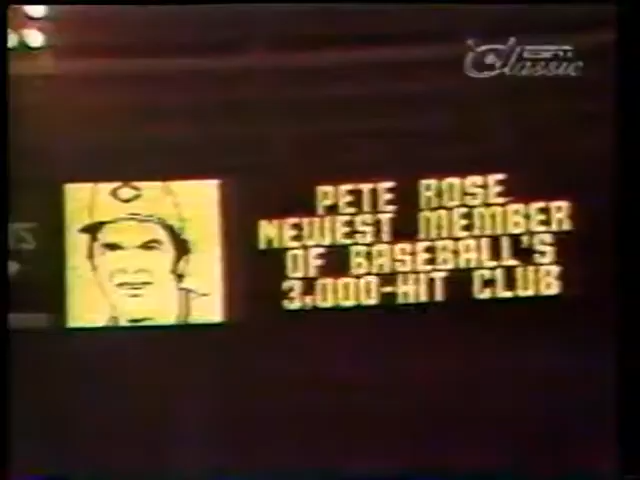 ESPN
Classic
PETE ROSE
NEWEST MEMBER
OF BASEBALL'S
3,000-HIT CLUB